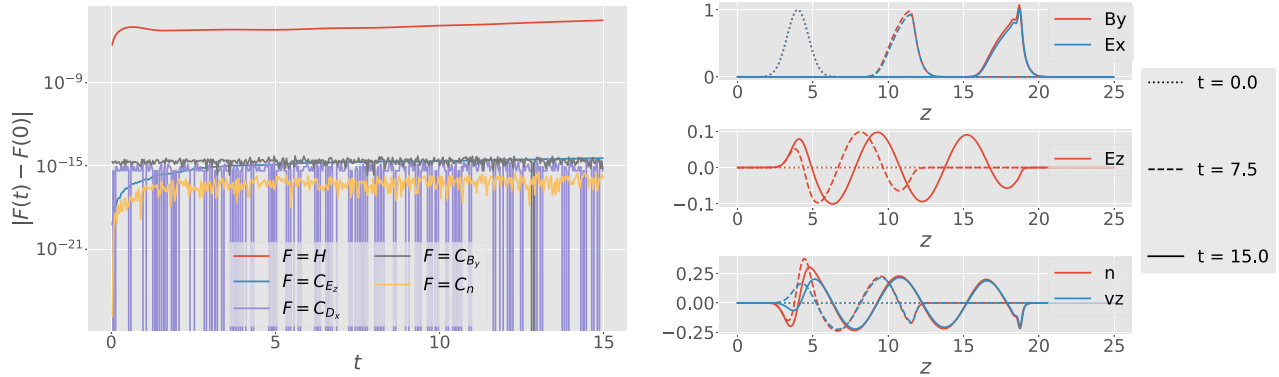 |F(t) − F(0)|
10⁻⁹
10⁻¹⁵
10⁻²¹
0 5 10 15
t
F = H
F = C_{E_z}
F = C_{D_x}
F = C_{B_y}
F = C_n
1
0
By
Ex
0 5 10 15 20 25
z
0.1
0.0
−0.1
Ez
0 5 10 15 20 25
z
0.25
0.00
−0.25
n
vz
0 5 10 15 20 25
z
t = 0.0
t = 7.5
t = 15.0